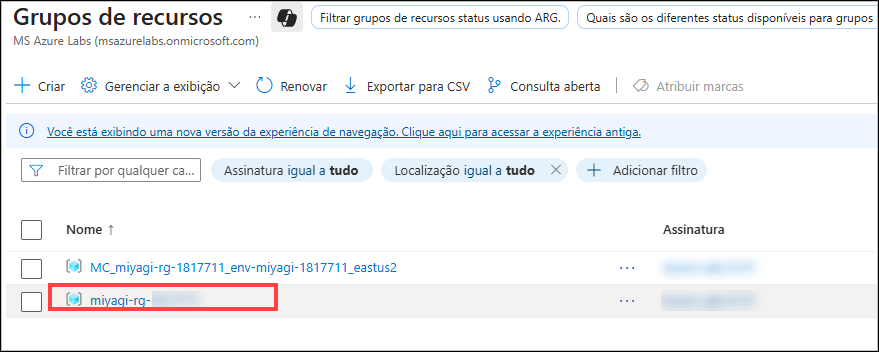 Grupos de recursos ...
Filtrar grupos de recursos status usando ARG.
Quais são os diferentes status disponíveis para grupos
MS Azure Labs (msazurelabs.onmicrosoft.com)
Criar
Gerenciar a exibição
Renovar
Exportar para CSV
Consulta aberta
Atribuir marcas
Você está exibindo uma nova versão da experiência de navegação. Clique aqui para acessar a experiência antiga.
Filtrar por qualquer ca...
Assinatura igual a tudo
Localização igual a tudo
Adicionar filtro
Nome ↑
Assinatura
MC_miyagi-rg-1817711_env-miyagi-1817711_eastus2 ...
miyagi-rg- ...